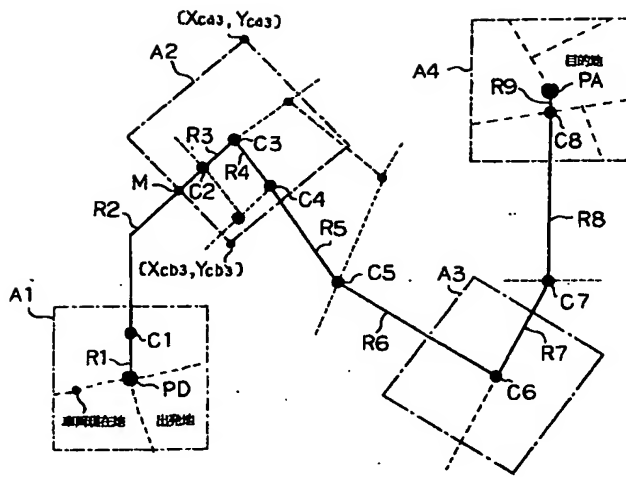 (Xca3, Yca3)
A2
A4
目的地
PA
R9
C8
R3
C3
R4
C2
M
C4
R2
R5
R8
(Xcb3, Ycb3)
C5
A3
C7
A1
C1
R6
R7
R1
PD
C6
車両現在地
出発地